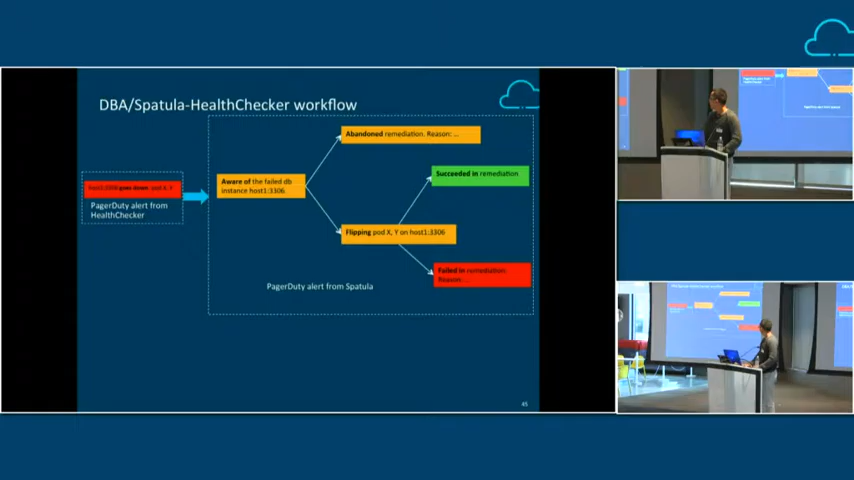 DBA/Spatula-HealthChecker workflow
Abandoned remediation. Reason: ...
Succeeded in remediation
Aware of the failed db
instance host1:3306
host1:3306 goes down: pod X, Y
PagerDuty alert from
HealthChecker
Flipping pod X, Y on host1:3306
Failed in remediation.
Reason: ...
PagerDuty alert from Spatula
45